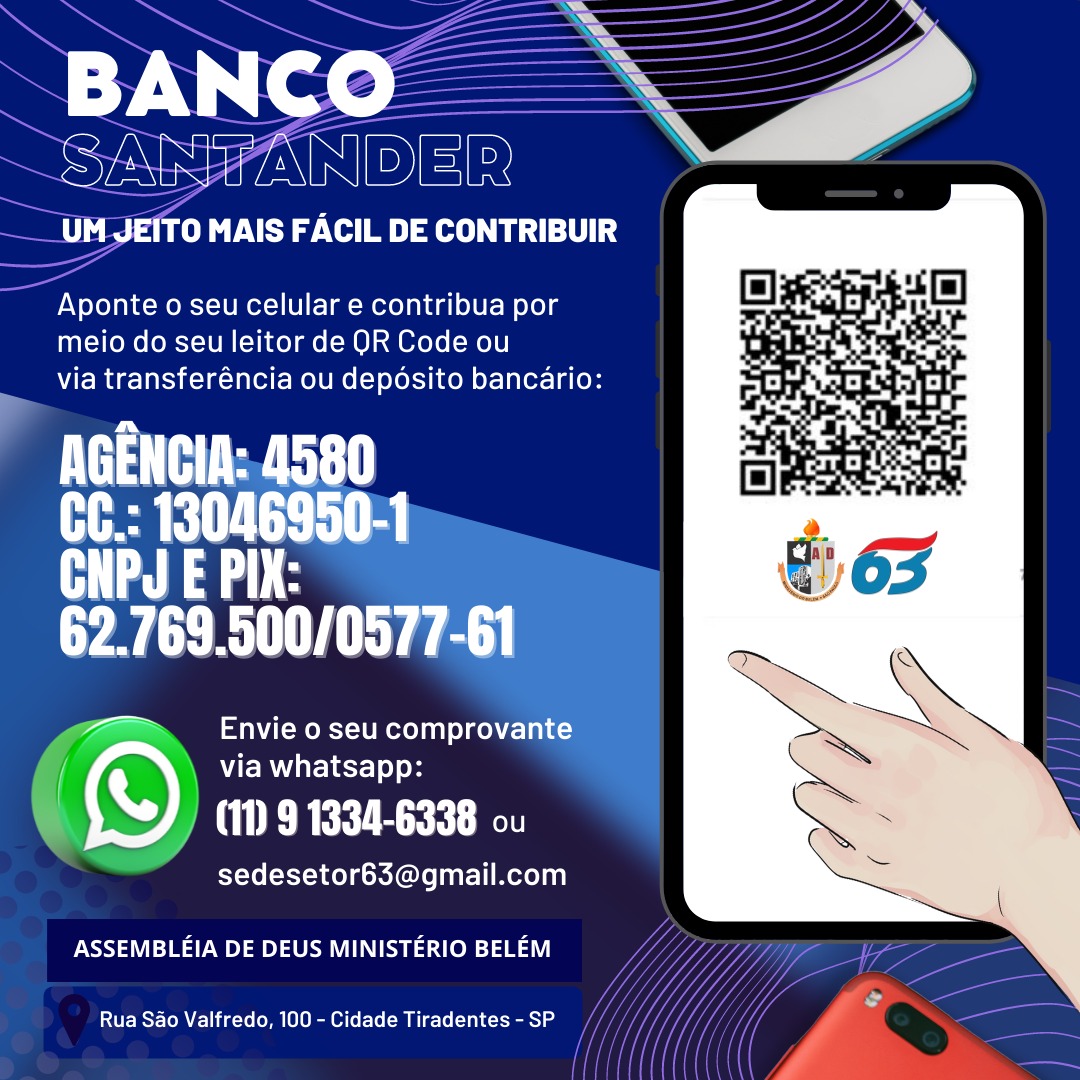 BANCO
SANTANDER
UM JEITO MAIS FÁCIL DE CONTRIBUIR
Aponte o seu celular e contribua por
meio do seu leitor de QR Code ou
via transferência ou depósito bancário:
AGÊNCIA: 4580
CC.: 13046950-1
CNPJ E PIX:
62.769.500/0577-61
Envie o seu comprovante
via whatsapp:
(11) 9 1334-6338 ou
sedesetor63@gmail.com
ASSEMBLÉIA DE DEUS MINISTÉRIO BELÉM
Rua São Valfredo, 100 - Cidade Tiradentes - SP
AD
63